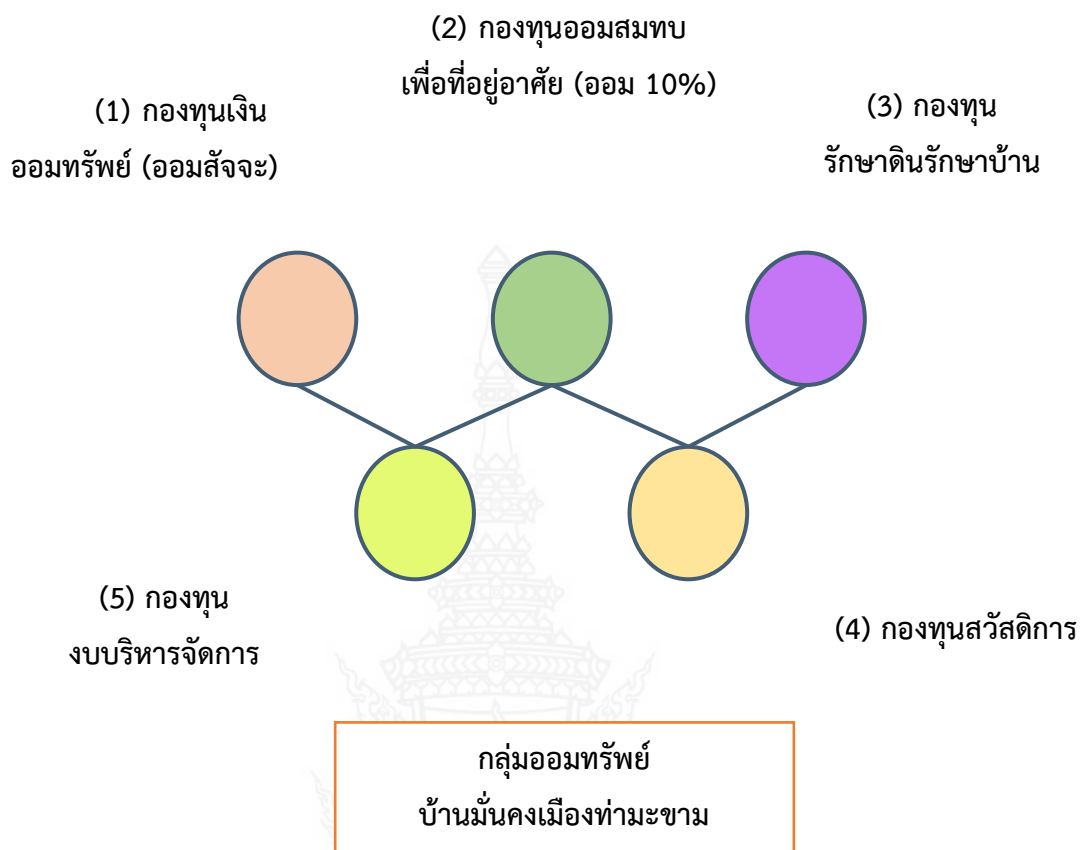 (2) กองทุนออมสมทบ
เพื่อที่อยู่อาศัย (ออม 10%)
(1) กองทุนเงิน
ออมทรัพย์ (ออมสัจจะ)
(3) กองทุน
รักษาดินรักษาบ้าน
(5) กองทุน
งบบริหารจัดการ
(4) กองทุนสวัสดิการ
กลุ่มออมทรัพย์
บ้านมั่นคงเมืองท่ามะขาม